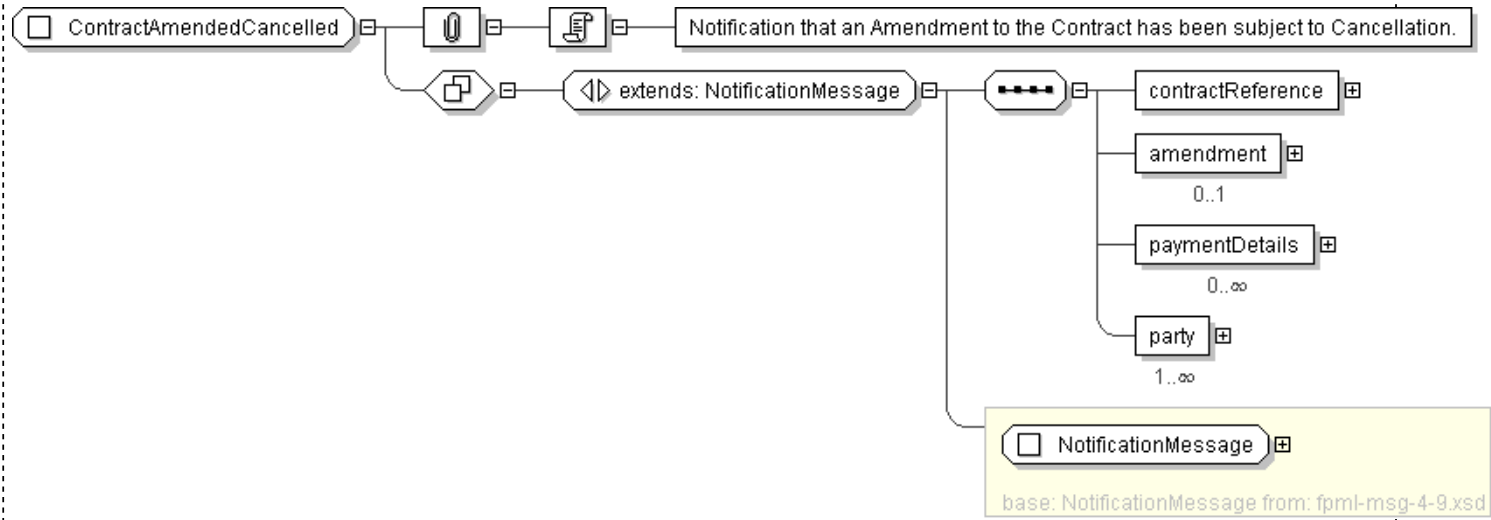 ContractAmendedCancelled
Notification that an Amendment to the Contract has been subject to Cancellation.
extends: NotificationMessage
contractReference
amendment
0..1
paymentDetails
0..∞
party
1..∞
NotificationMessage
base: NotificationMessage from: fpml-msg-4-9.xsd